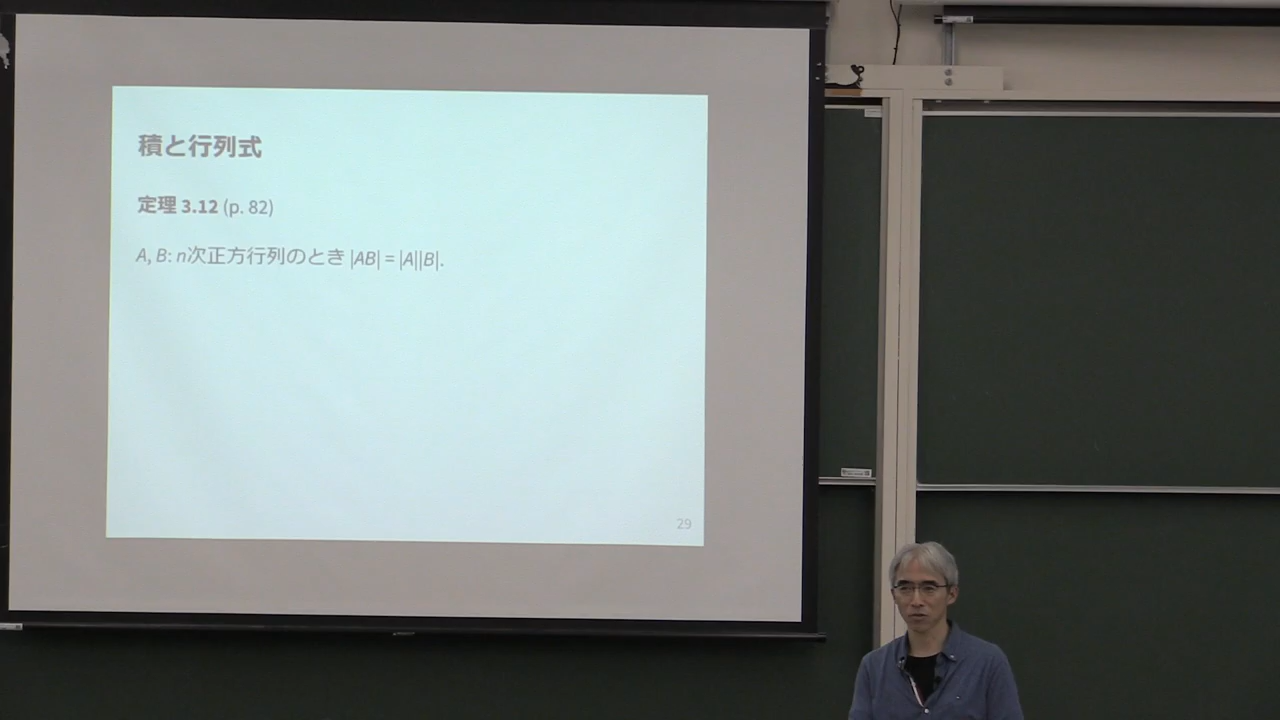 積と行列式
定理 3.12 (p. 82)
A, B: n次正方行列のとき |AB| = |A||B|.
29